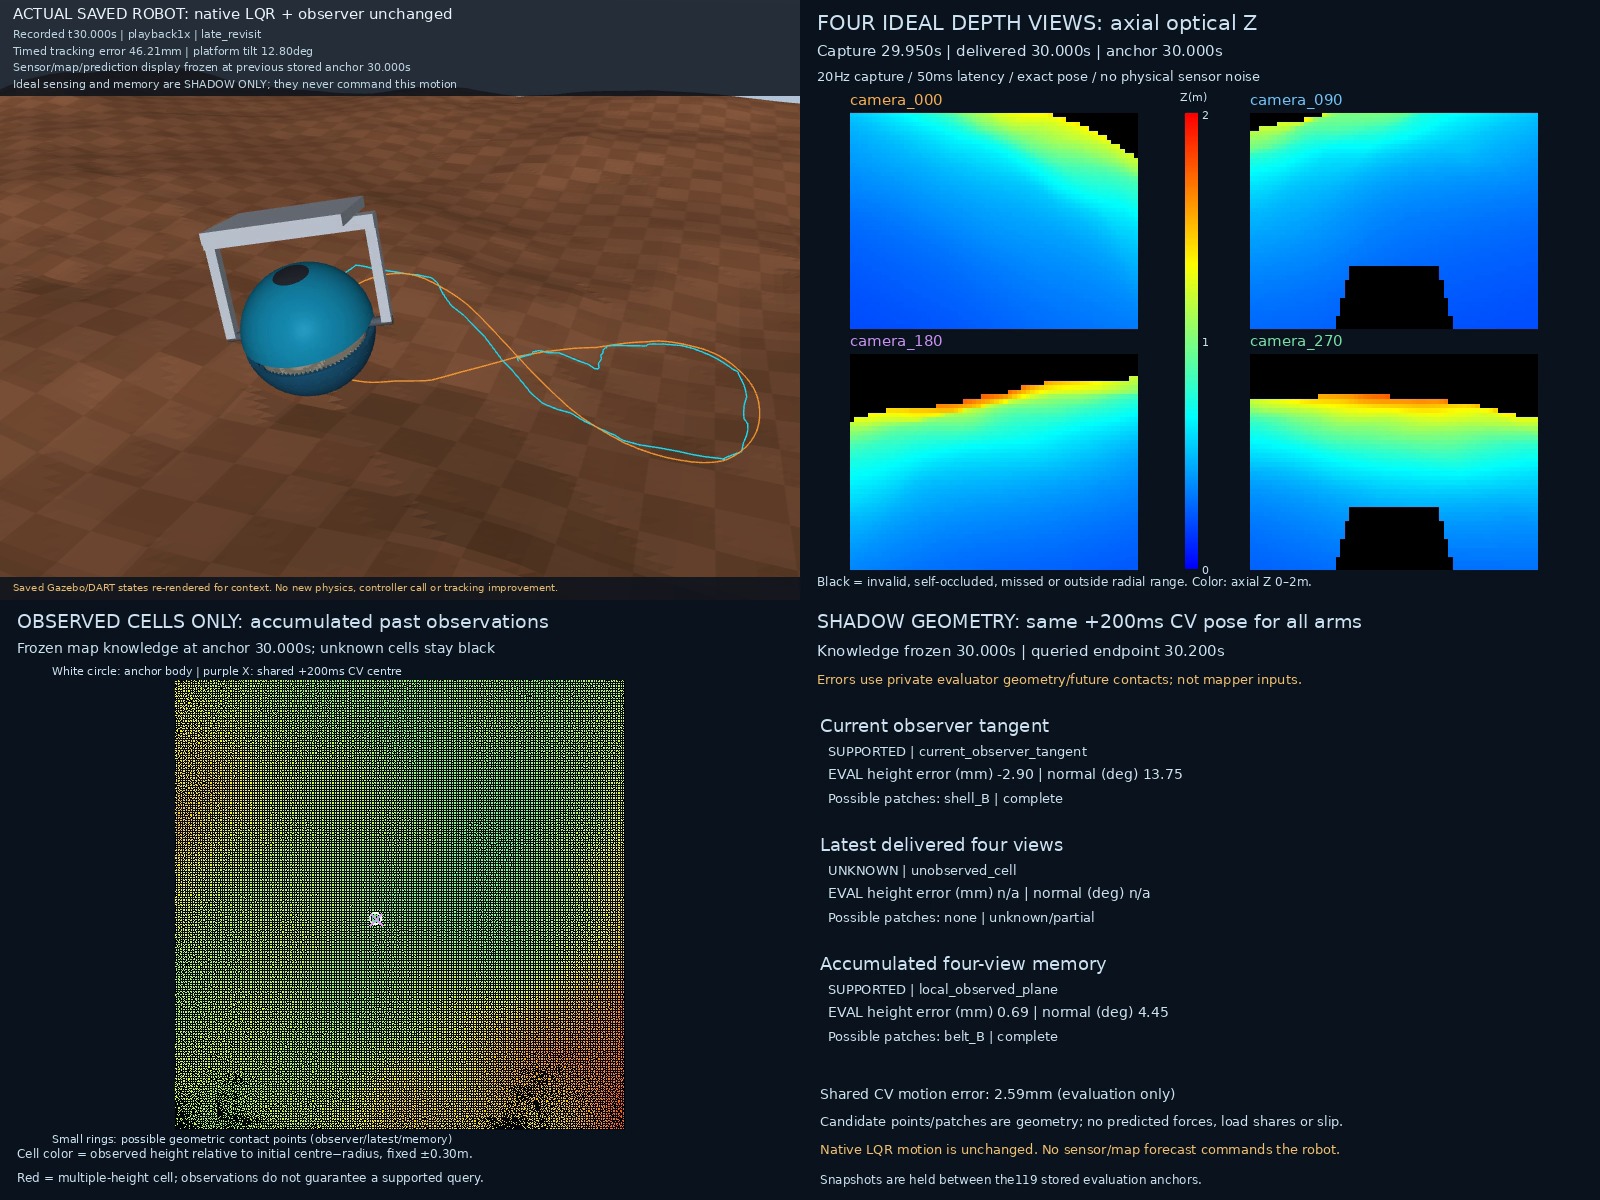 ACTUAL SAVED ROBOT: native LQR + observer unchanged
Recorded t30.000s | playback1x | late_revisit
Timed tracking error 46.21mm | platform tilt 12.80deg
Sensor/map/prediction display frozen at previous stored anchor 30.000s
Ideal sensing and memory are SHADOW ONLY; they never command this motion
Saved Gazebo/DART states re-rendered for context. No new physics, controller call or tracking improvement.
FOUR IDEAL DEPTH VIEWS: axial optical Z
Capture 29.950s | delivered 30.000s | anchor 30.000s
20Hz capture / 50ms latency / exact pose / no physical sensor noise
camera_000
Z(m)
camera_090
2
1
0
camera_180
camera_270
Black = invalid, self-occluded, missed or outside radial range. Color: axial Z 0–2m.
OBSERVED CELLS ONLY: accumulated past observations
Frozen map knowledge at anchor 30.000s; unknown cells stay black
White circle: anchor body | purple X: shared +200ms CV centre
Small rings: possible geometric contact points (observer/latest/memory)
Cell color = observed height relative to initial centre−radius, fixed ±0.30m.
Red = multiple-height cell; observations do not guarantee a supported query.
SHADOW GEOMETRY: same +200ms CV pose for all arms
Knowledge frozen 30.000s | queried endpoint 30.200s
Errors use private evaluator geometry/future contacts; not mapper inputs.
Current observer tangent
SUPPORTED | current_observer_tangent
EVAL height error (mm) -2.90 | normal (deg) 13.75
Possible patches: shell_B | complete
Latest delivered four views
UNKNOWN | unobserved_cell
EVAL height error (mm) n/a | normal (deg) n/a
Possible patches: none | unknown/partial
Accumulated four-view memory
SUPPORTED | local_observed_plane
EVAL height error (mm) 0.69 | normal (deg) 4.45
Possible patches: belt_B | complete
Shared CV motion error: 2.59mm (evaluation only)
Candidate points/patches are geometry; no predicted forces, load shares or slip.
Native LQR motion is unchanged. No sensor/map forecast commands the robot.
Snapshots are held between the119 stored evaluation anchors.